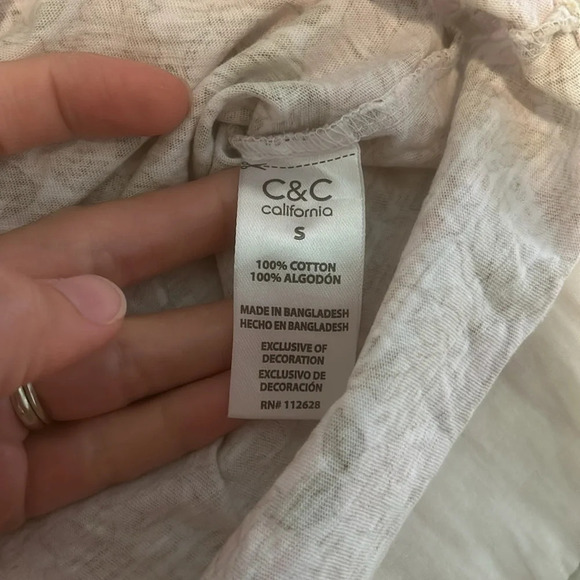 C&C
california
S
100% COTTON
100% ALGODÓN
MADE IN BANGLADESH
HECHO EN BANGLADESH
EXCLUSIVE OF
DECORATION
EXCLUSIVO DE
DECORACIÓN
RN# 112628